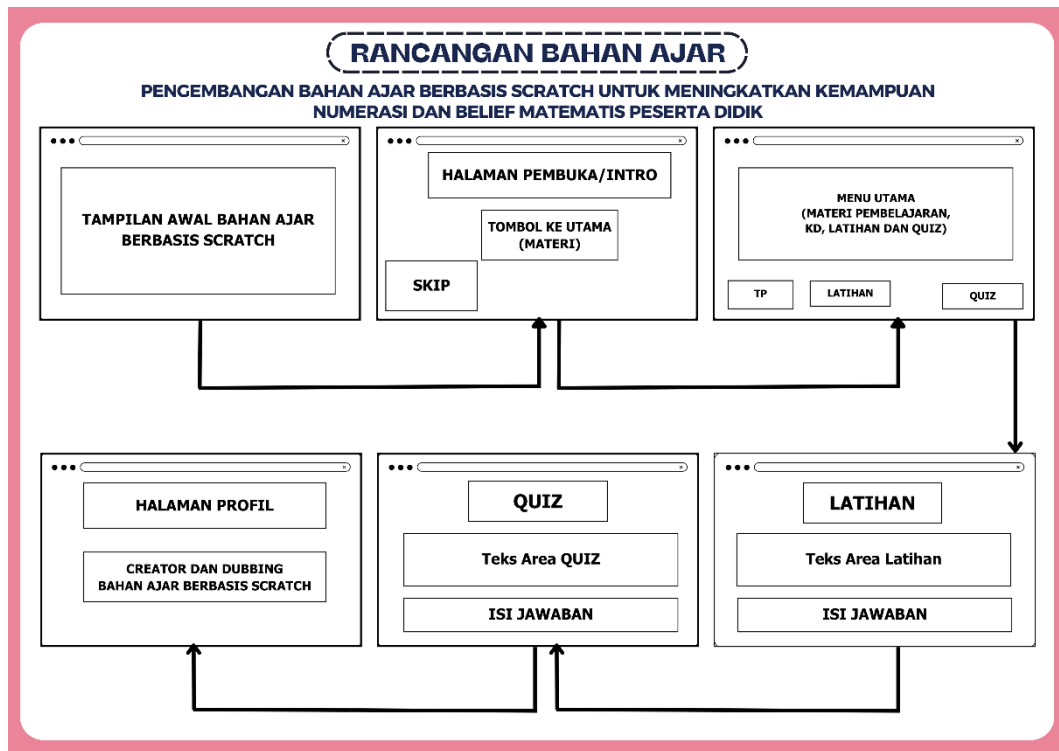 RANCANGAN BAHAN AJAR
PENGEMBANGAN BAHAN AJAR BERBASIS SCRATCH UNTUK MENINGKATKAN KEMAMPUAN
NUMERASI DAN BELIEF MATEMATIS PESERTA DIDIK
TAMPILAN AWAL BAHAN AJAR
BERBASIS SCRATCH
HALAMAN PEMBUKA/INTRO
TOMBOL KE UTAMA
(MATERI)
SKIP
MENU UTAMA
(MATERI PEMBELAJARAN,
KD, LATIHAN DAN QUIZ)
TP
LATIHAN
QUIZ
HALAMAN PROFIL
CREATOR DAN DUBBING
BAHAN AJAR BERBASIS SCRATCH
QUIZ
Teks Area QUIZ
ISI JAWABAN
LATIHAN
Teks Area Latihan
ISI JAWABAN